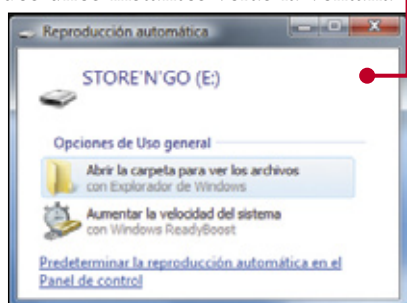 Reproducción automática
STORE'N'GO (E:)
Opciones de Uso general
Abrir la carpeta para ver los archivos
con Explorador de Windows
Aumentar la velocidad del sistema
con Windows ReadyBoost
Predeterminar la reproducción automática en el
Panel de control